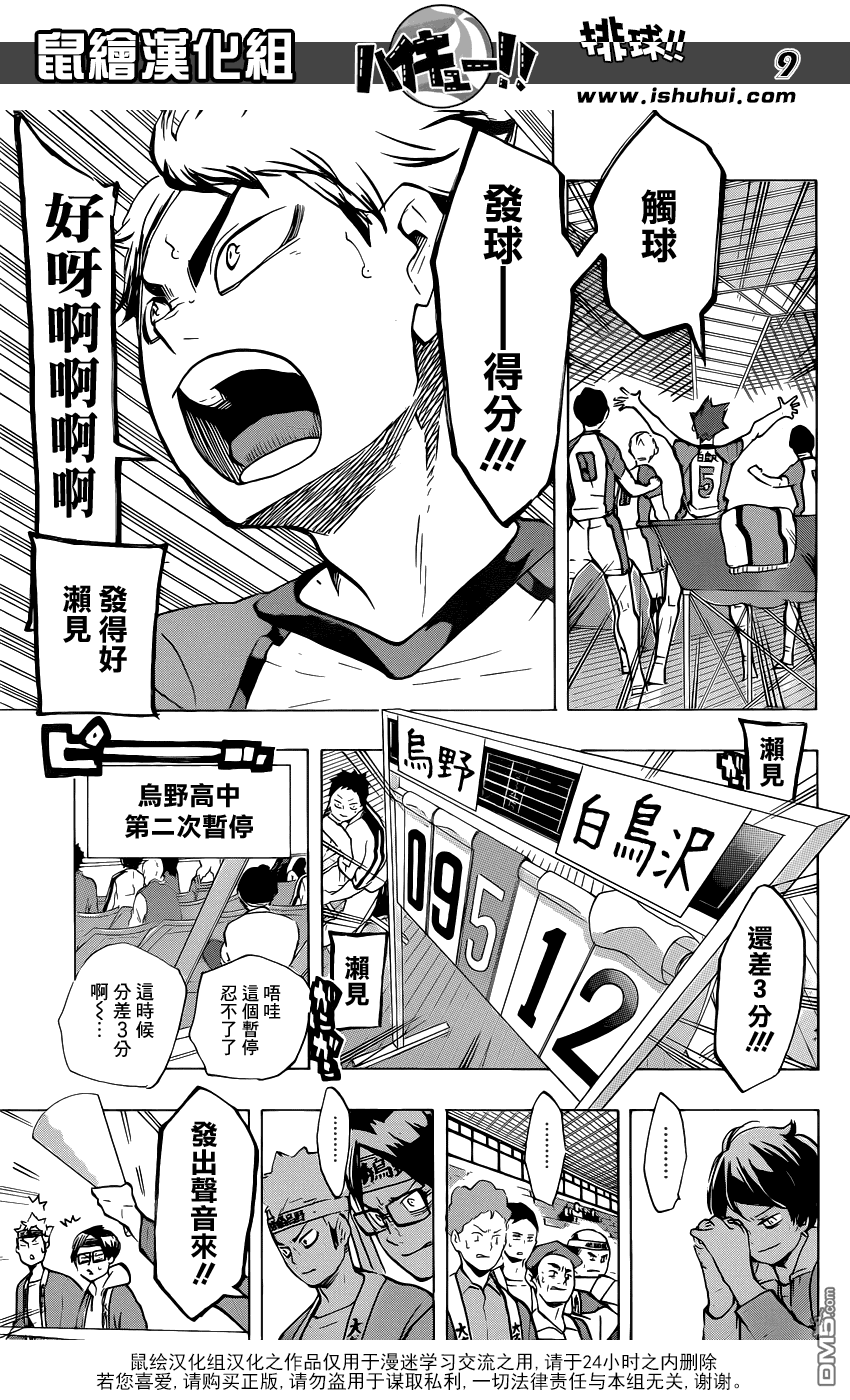 鼠繪漢化組
ハイキュー!!
排球!!
9
www.ishuhui.com
觸球
白鳥沢
5
9
發球——得分!!!
好呀啊啊啊啊
發得好
瀨見
瀨見
烏野
白鳥沢
09
5
12
還差3分!!!
瀨見
烏野高中
第二次暫停
唔哇
這個暫停
忍不了了
這時候
分差3分
啊~…
………
………
………
發出聲音來!!
鼠绘汉化组汉化之作品仅用于漫迷学习交流之用, 请于24小时之内删除
若您喜爱, 请购买正版, 请勿盗用于谋取私利, 一切法律责任与本组无关, 谢谢。
DM5.com